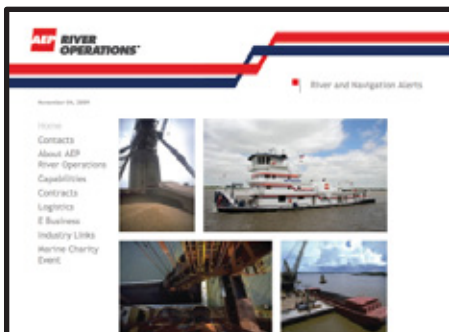 AEP RIVER
OPERATIONS
River and Navigation Alerts
November 04, 2009
Home
Contacts
About AEP
River Operations
Capabilities
Contracts
Logistics
E Business
Industry Links
Marine Charity
Event